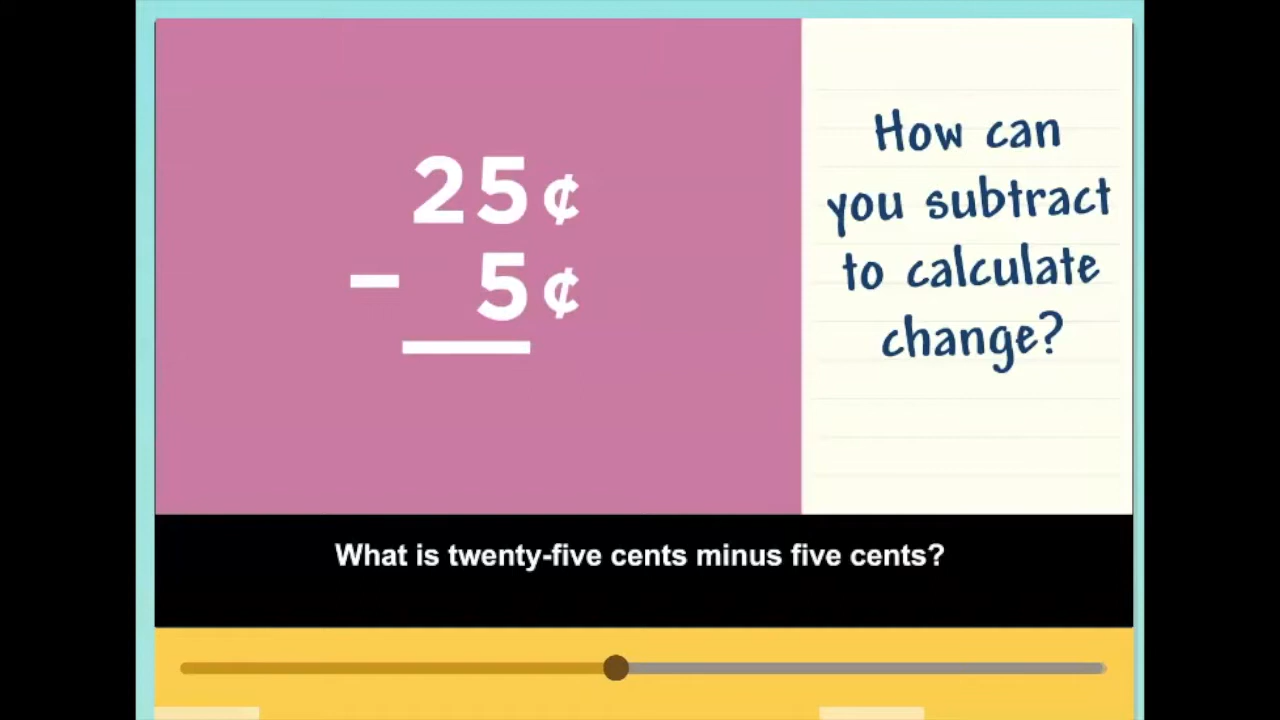 25¢
- 5¢
How can
you subtract
to calculate
change?
What is twenty-five cents minus five cents?